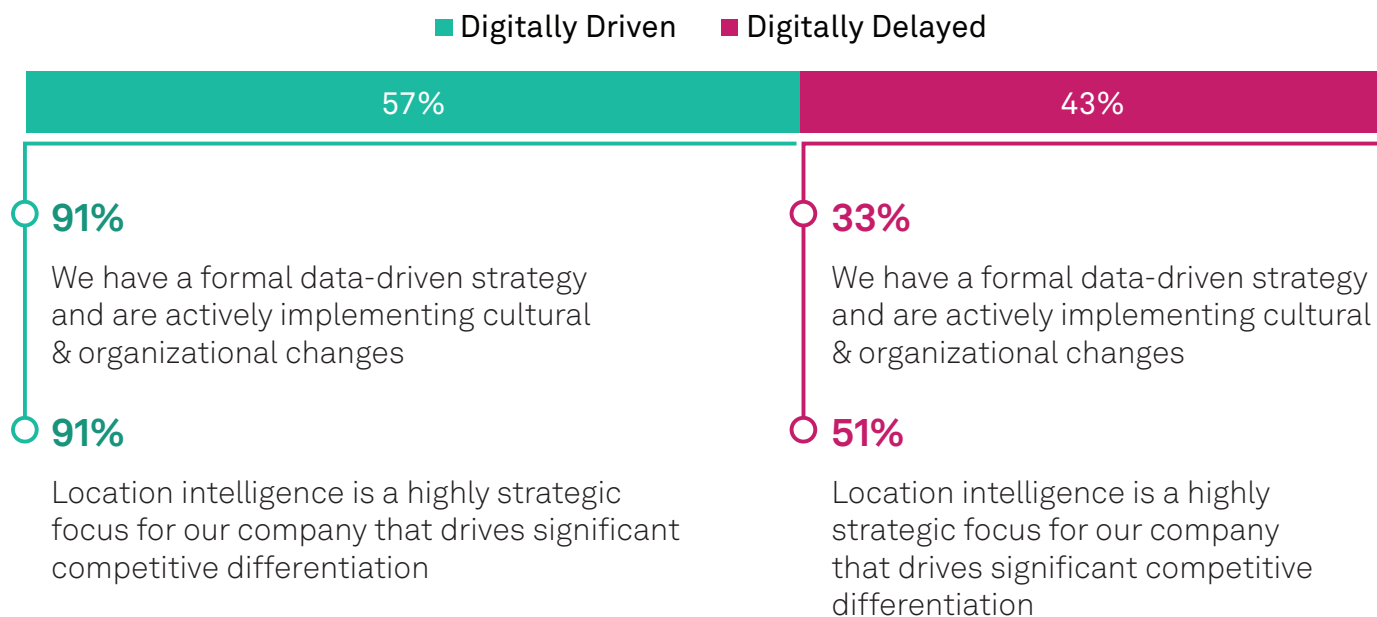 Digitally Driven
Digitally Delayed
57%
43%
91%
We have a formal data-driven strategy
and are actively implementing cultural
& organizational changes
91%
Location intelligence is a highly strategic
focus for our company that drives significant
competitive differentiation
33%
We have a formal data-driven strategy
and are actively implementing cultural
& organizational changes
51%
Location intelligence is a highly
strategic focus for our company
that drives significant competitive
differentiation